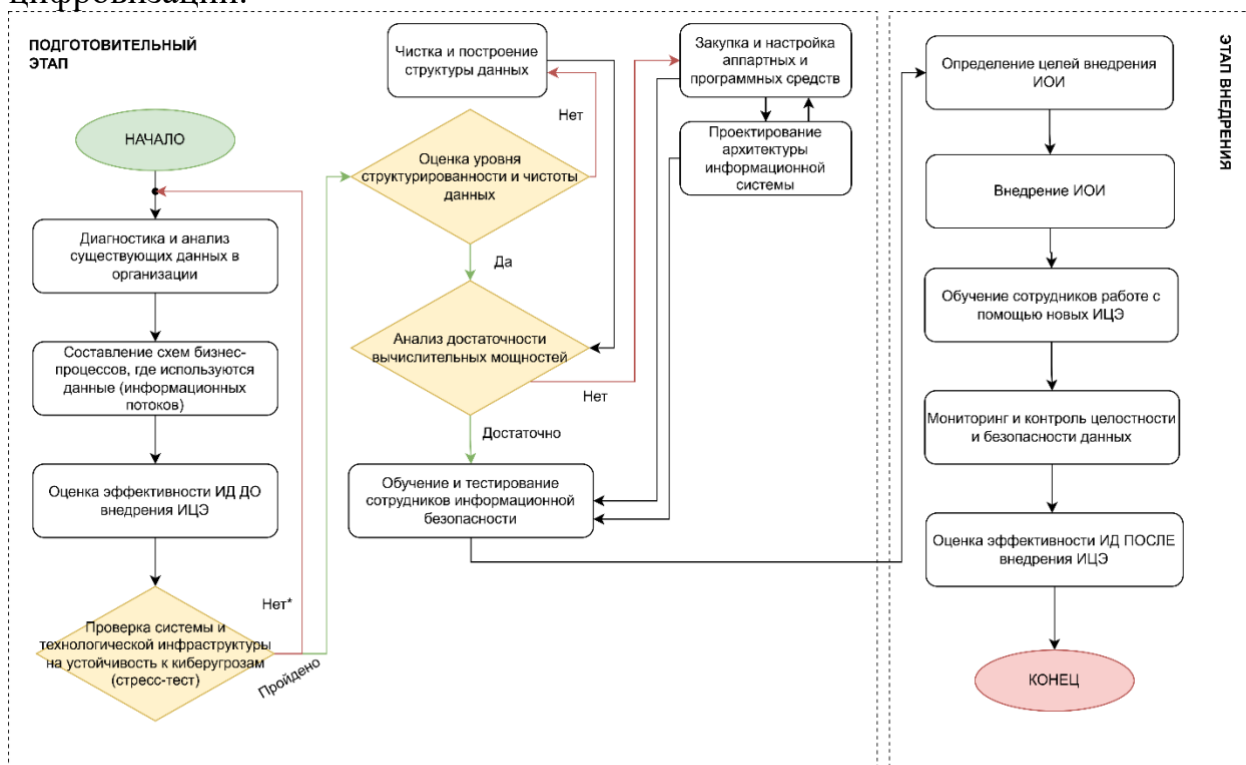 цифровизации.
ПОДГОТОВИТЕЛЬНЫЙ
ЭТАП
НАЧАЛО
Диагностика и анализ
существующих данных в
организации
Составление схем бизнес-
процессов, где используются
данные (информационных
потоков)
Оценка эффективности ИД ДО
внедрения ИЦЭ
Нет*
Проверка системы и
технологической инфраструктуры
на устойчивость к киберугрозам
(стресс-тест)
Пройдено
Чистка и построение
структуры данных
Нет
Оценка уровня
структурированности и чистоты
данных
Да
Анализ достаточности
вычислительных мощностей
Нет
Достаточно
Обучение и тестирование
сотрудников информационной
безопасности
Закупка и настройка
аппартных и
программных средств
Проектирование
архитектуры
информационной
системы
ЭТАП ВНЕДРЕНИЯ
Определение целей внедрения
ИОИ
Внедрение ИОИ
Обучение сотрудников работе с
помощью новых ИЦЭ
Мониторинг и контроль целостности
и безопасности данных
Оценка эффективности ИД ПОСЛЕ
внедрения ИЦЭ
КОНЕЦ